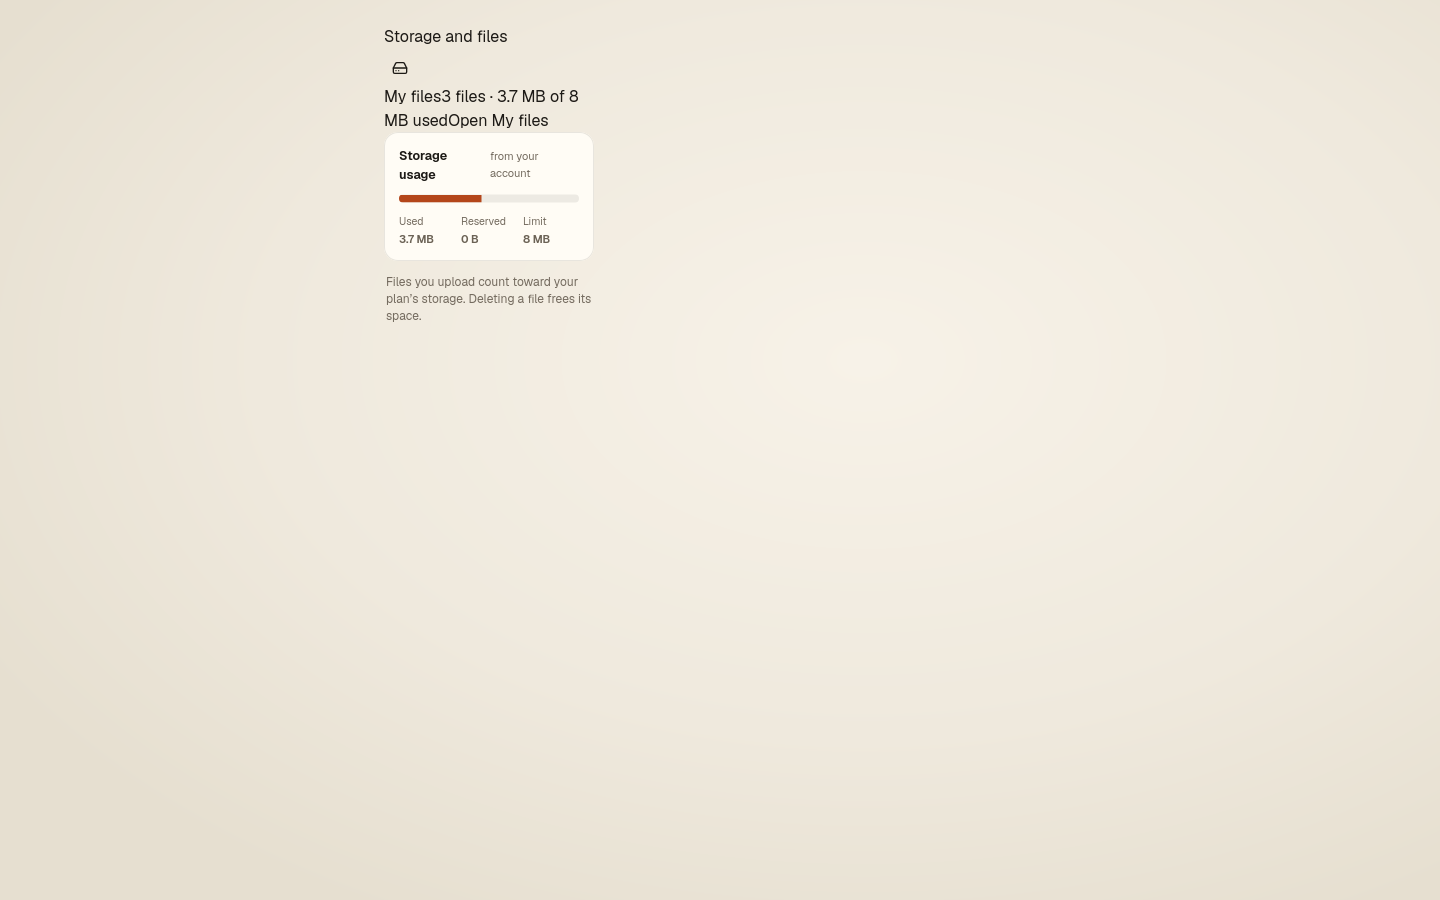 Storage and files
My files3 files · 3.7 MB of 8
MB usedOpen My files
Storage usage
from your account
Used
Reserved
Limit
3.7 MB
0 B
8 MB
Files you upload count toward your
plan's storage. Deleting a file frees its
space.